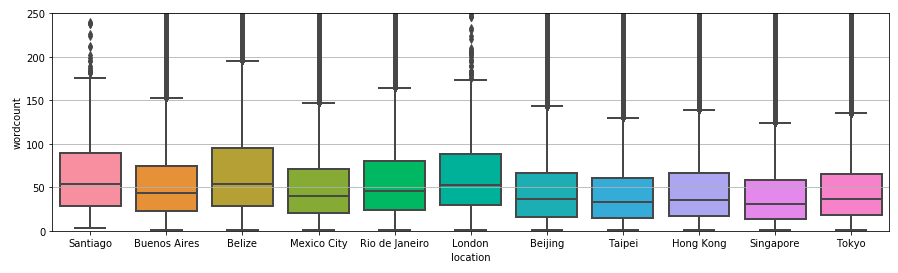 250
200
150
100
50
0
wordcount
Santiago Buenos Aires Belize Mexico City Rio de Janeiro London Beijing Taipei Hong Kong Singapore Tokyo
location